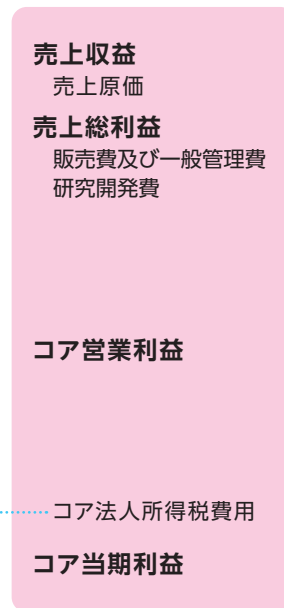 売上収益
売上原価
売上総利益
販売費及び一般管理費
研究開発費
コア営業利益
コア法人所得税費用
コア当期利益